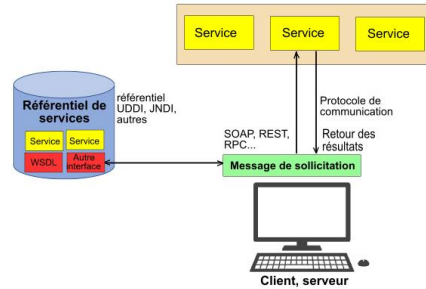 Service
Service
Service
Référentiel de
services
Service
Service
WSDL
Autre
interface
référentiel
UDDI, JNDI,
autres
SOAP, REST,
RPC...
Protocole de
communication
Retour des
résultats
Message de sollicitation
Client, serveur